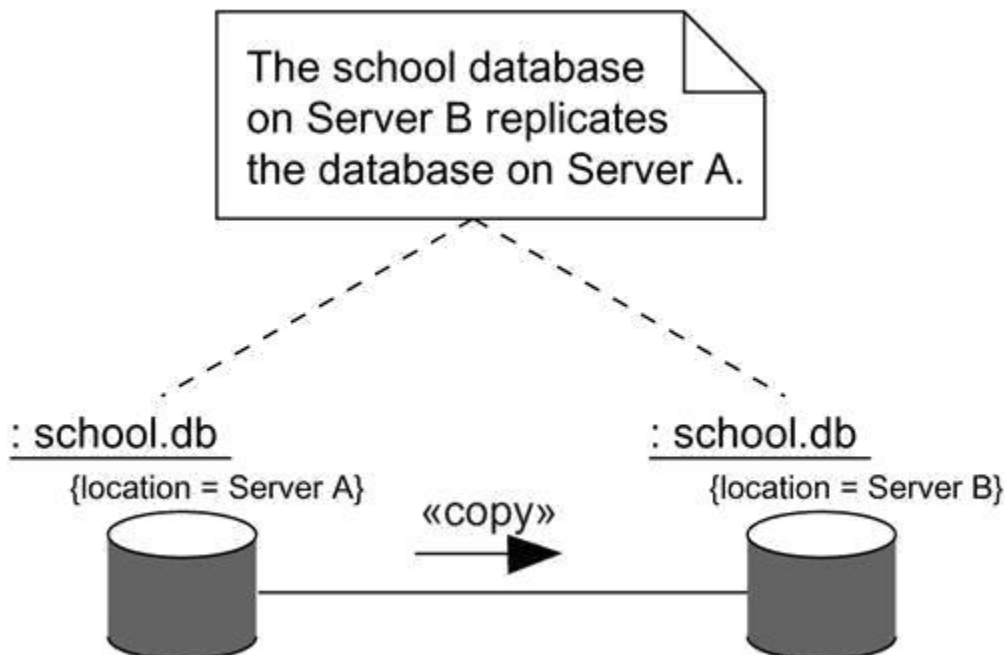 The school database
on Server B replicates
the database on Server A.
: school.db
{location = Server A}
: school.db
{location = Server B}
«copy»